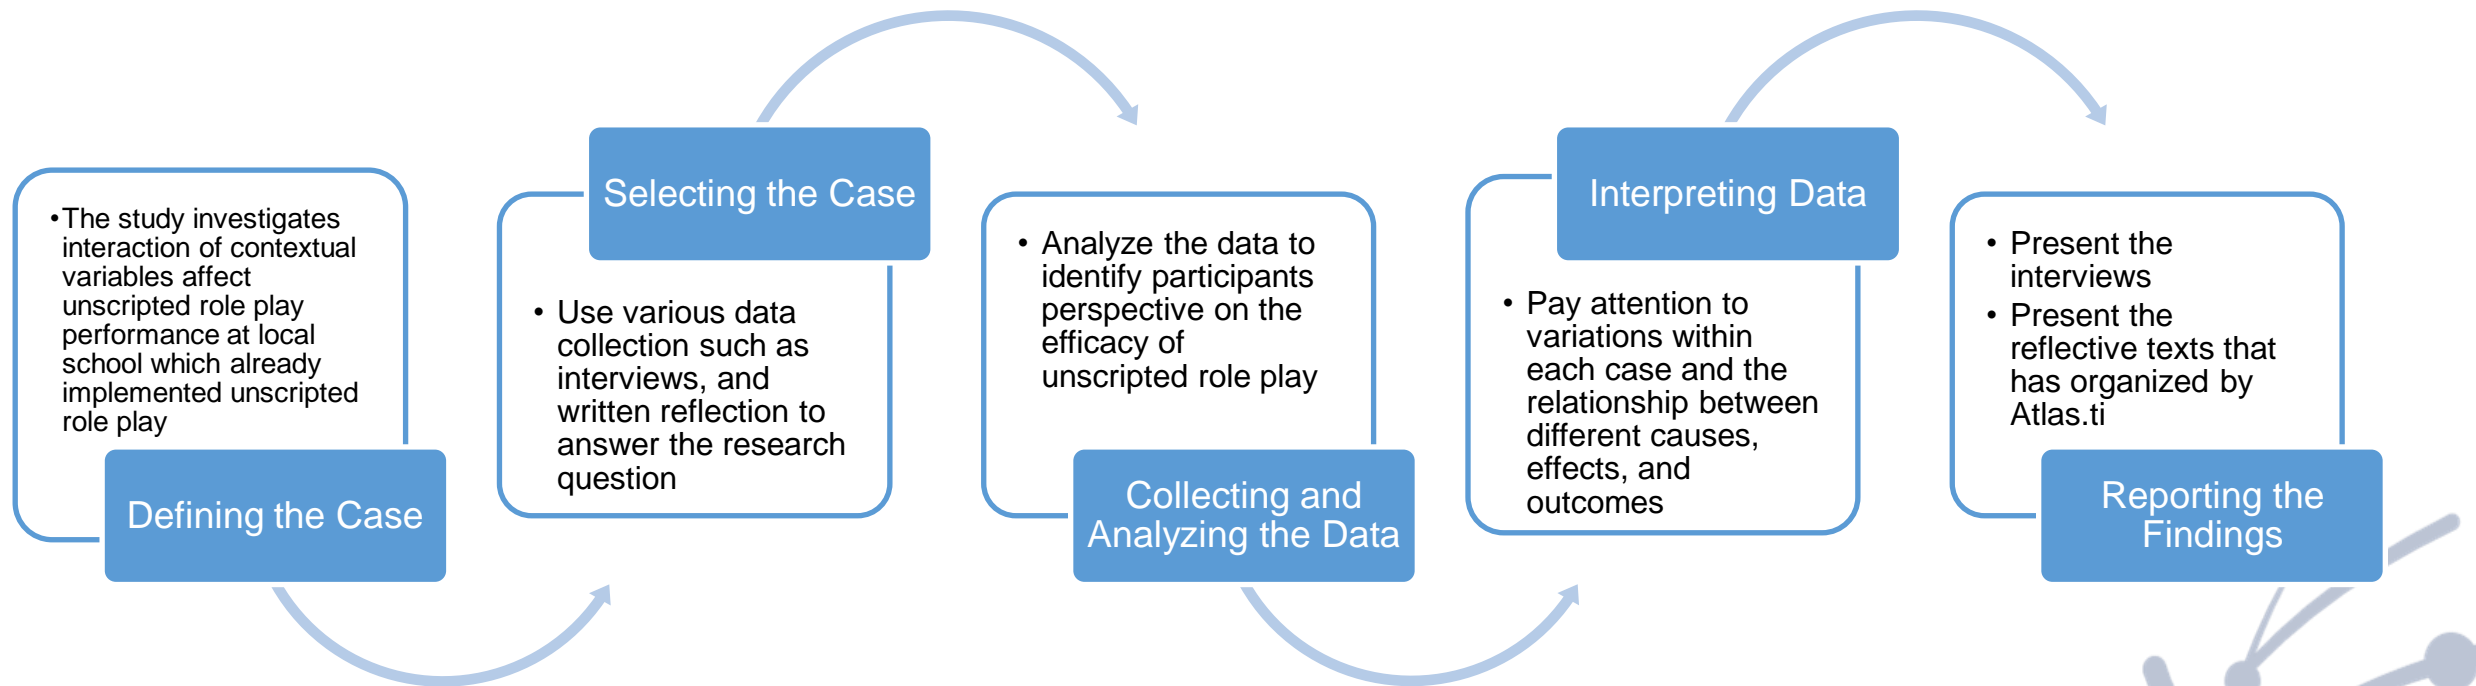 •The study investigates
interaction of contextual
variables affect
unscripted role play
performance at local
school which already
implemented unscripted
role play
Defining the Case
Selecting the Case
• Use various data
collection such as
interviews, and
written reflection to
answer the research
question
• Analyze the data to
identify participants
perspective on the
efficacy of
unscripted role play
Collecting and
Analyzing the Data
Interpreting Data
• Pay attention to
variations within
each case and the
relationship between
different causes,
effects, and
outcomes
• Present the
interviews
• Present the
reflective texts that
has organized by
Atlas.ti
Reporting the
Findings